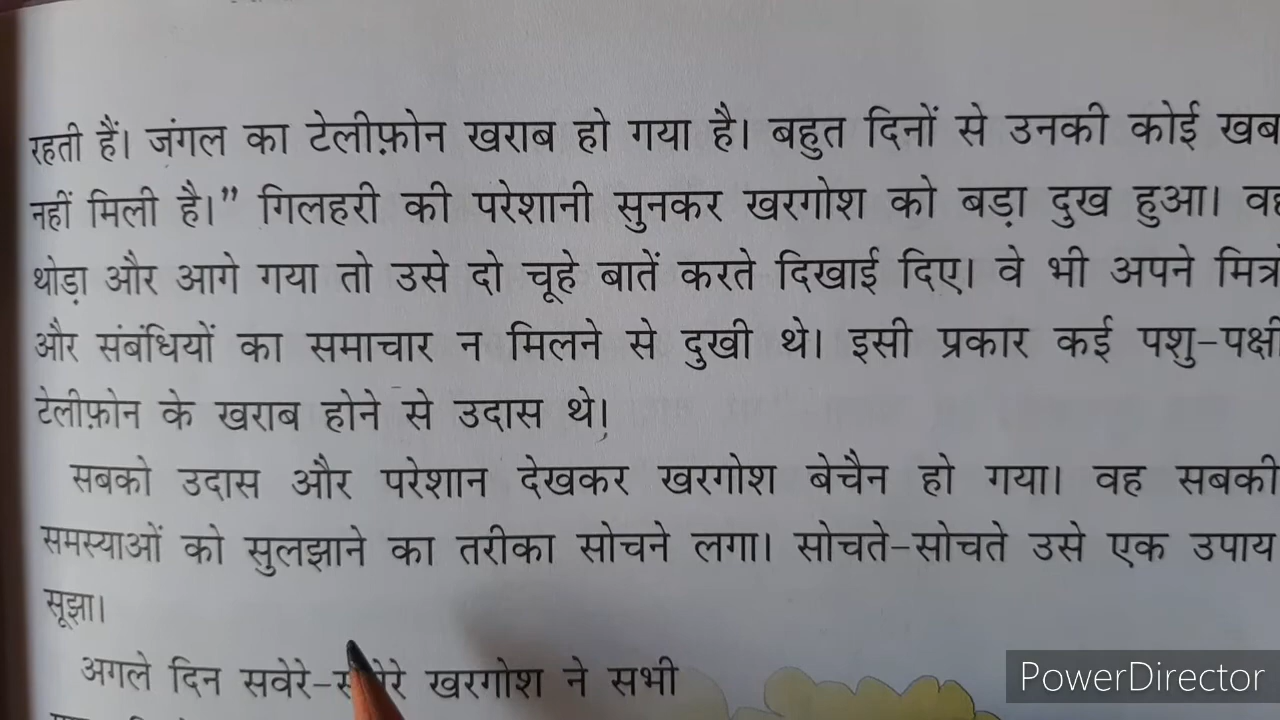 रहती हैं। जंगल का टेलीफ़ोन खराब हो गया है। बहुत दिनों से उनकी कोई खब
नहीं मिली है।” गिलहरी की परेशानी सुनकर खरगोश को बड़ा दुख हुआ। वह
थोड़ा और आगे गया तो उसे दो चूहे बातें करते दिखाई दिए। वे भी अपने मित्र
और संबंधियों का समाचार न मिलने से दुखी थे। इसी प्रकार कई पशु-पक्षी
टेलीफ़ोन के खराब होने से उदास थे।
सबको उदास और परेशान देखकर खरगोश बेचैन हो गया। वह सबकी
समस्याओं को सुलझाने का तरीका सोचने लगा। सोचते-सोचते उसे एक उपाय
सूझा।
अगले दिन सवेरे-सवेरे खरगोश ने सभी
PowerDirector